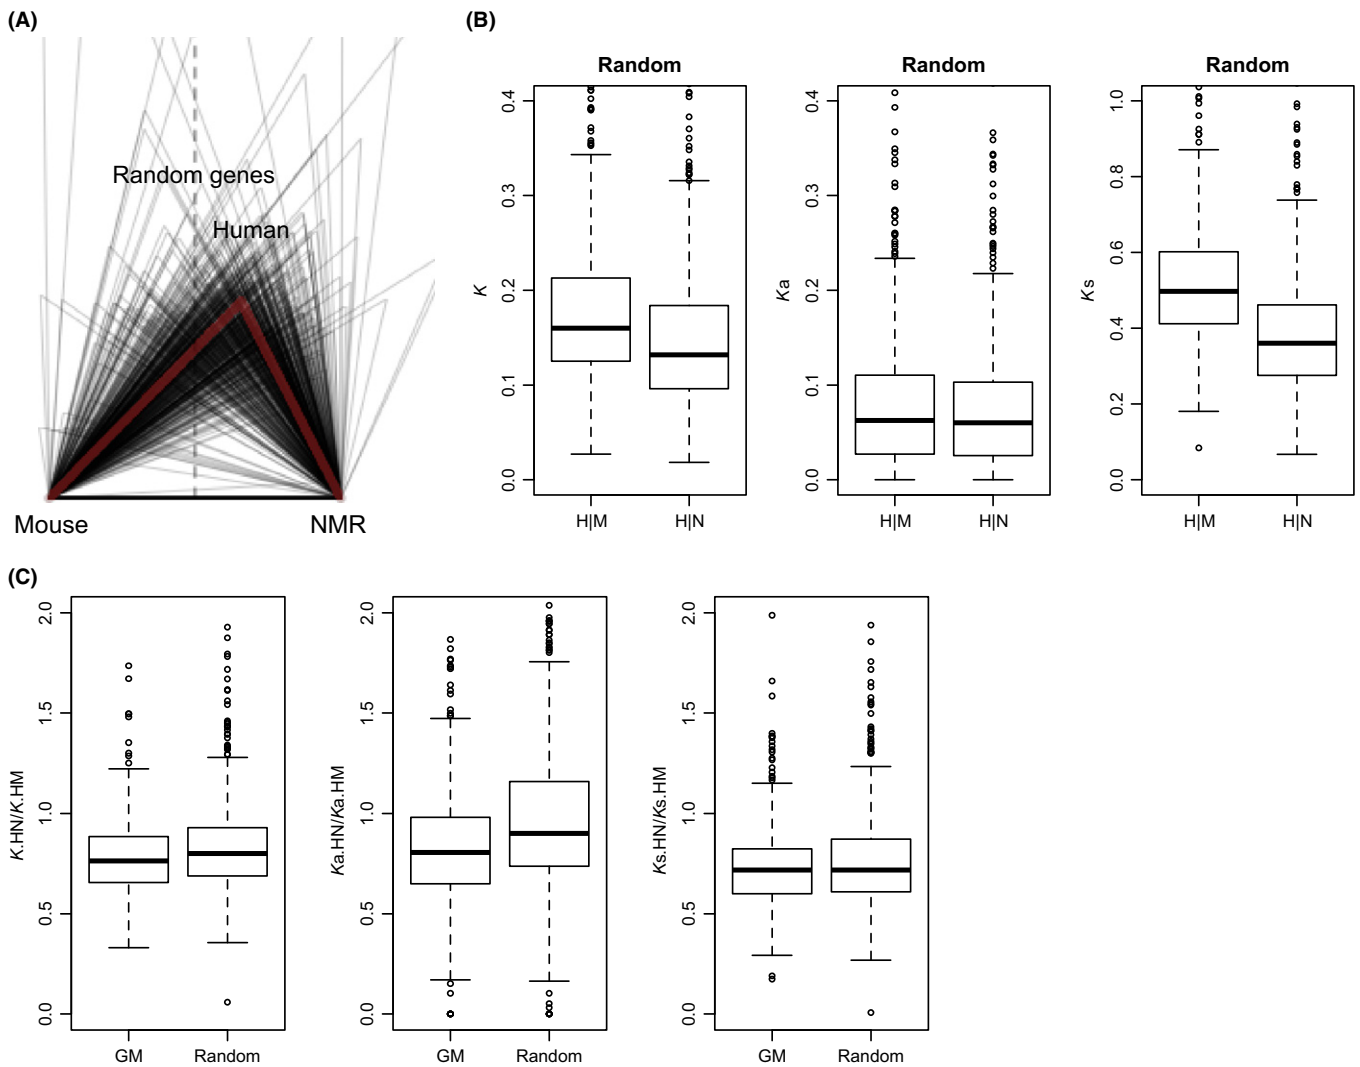 (A)
Random genes
Human
Mouse
NMR
(B)
Random
K
0.0
0.1
0.2
0.3
0.4
H|M
H|N
Random
Ka
0.0
0.1
0.2
0.3
0.4
H|M
H|N
Random
Ks
0.0
0.2
0.4
0.6
0.8
1.0
H|M
H|N
(C)
K.HN/K.HM
0.0
0.5
1.0
1.5
2.0
GM
Random
Ka.HN/Ka.HM
0.0
0.5
1.0
1.5
2.0
GM
Random
Ks.HN/Ks.HM
0.0
0.5
1.0
1.5
2.0
GM
Random